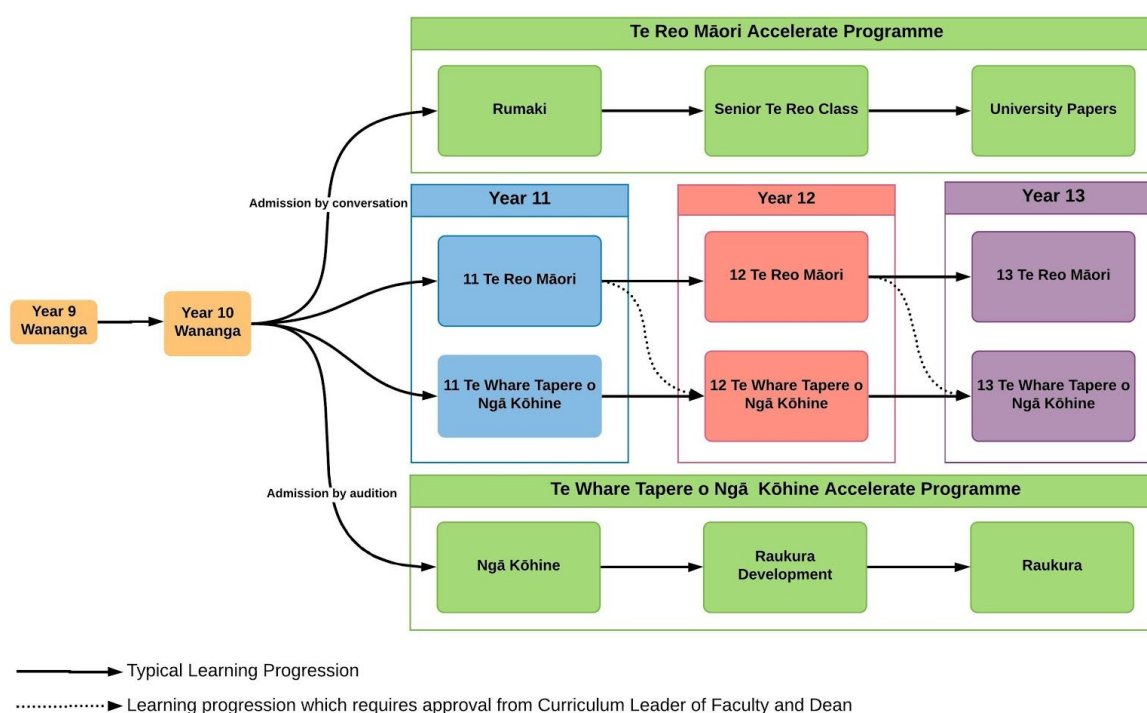 Te Reo Māori Accelerate Programme
Rumaki
Senior Te Reo Class
University Papers
Admission by conversation
Year 11
Year 12
Year 13
11 Te Reo Māori
12 Te Reo Māori
13 Te Reo Māori
Year 9
Wananga
Year 10
Wananga
11 Te Whare Tapere o
Ngā Kōhine
12 Te Whare Tapere o
Ngā Kōhine
13 Te Whare Tapere o
Ngā Kōhine
Admission by audition
Te Whare Tapere o Ngā Kōhine Accelerate Programme
Ngā Kōhine
Raukura
Development
Raukura
Typical Learning Progression
Learning progression which requires approval from Curriculum Leader of Faculty and Dean